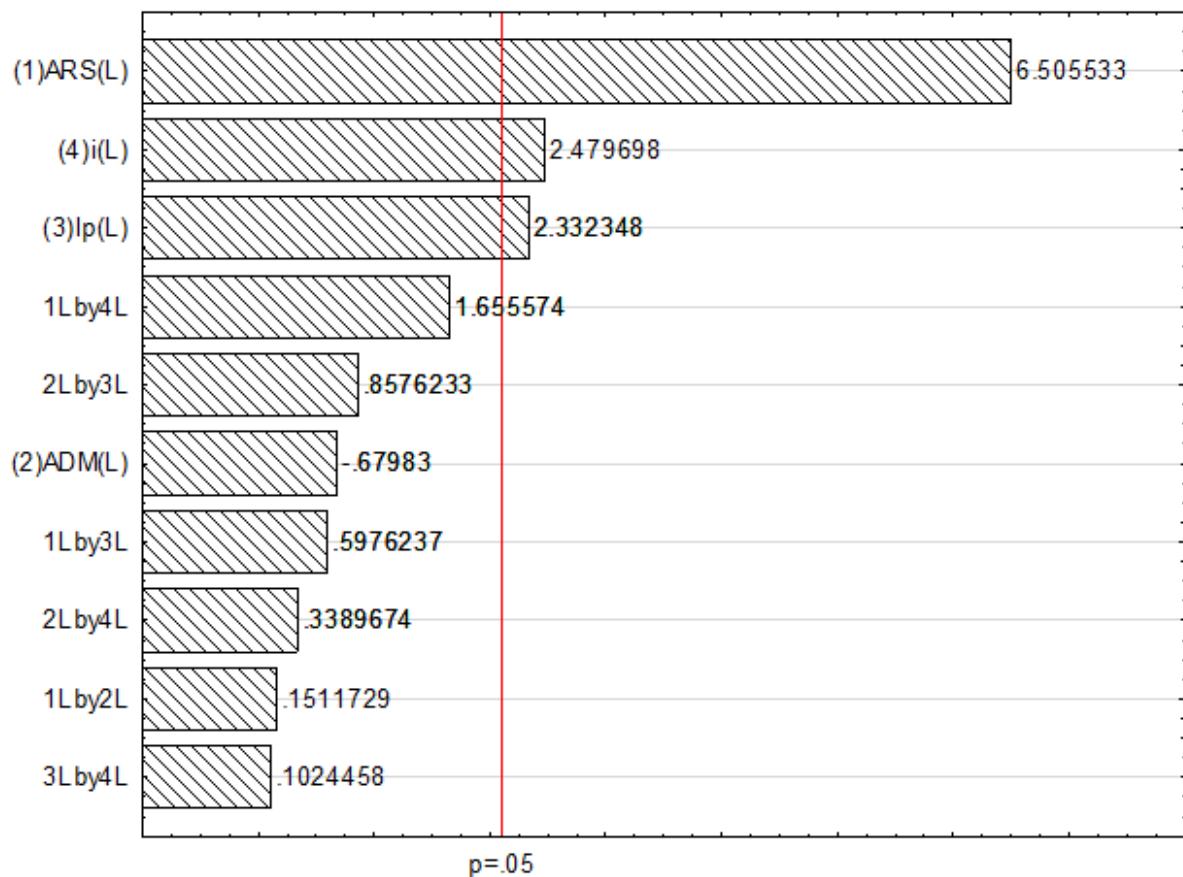 (1)ARS(L) 6.505533
(4)i(L) 2.479698
(3)Ip(L) 2.332348
1Lby4L 1.655574
2Lby3L .8576233
(2)ADM(L) -.67983
1Lby3L .5976237
2Lby4L .3389674
1Lby2L .1511729
3Lby4L .1024458
p=.05